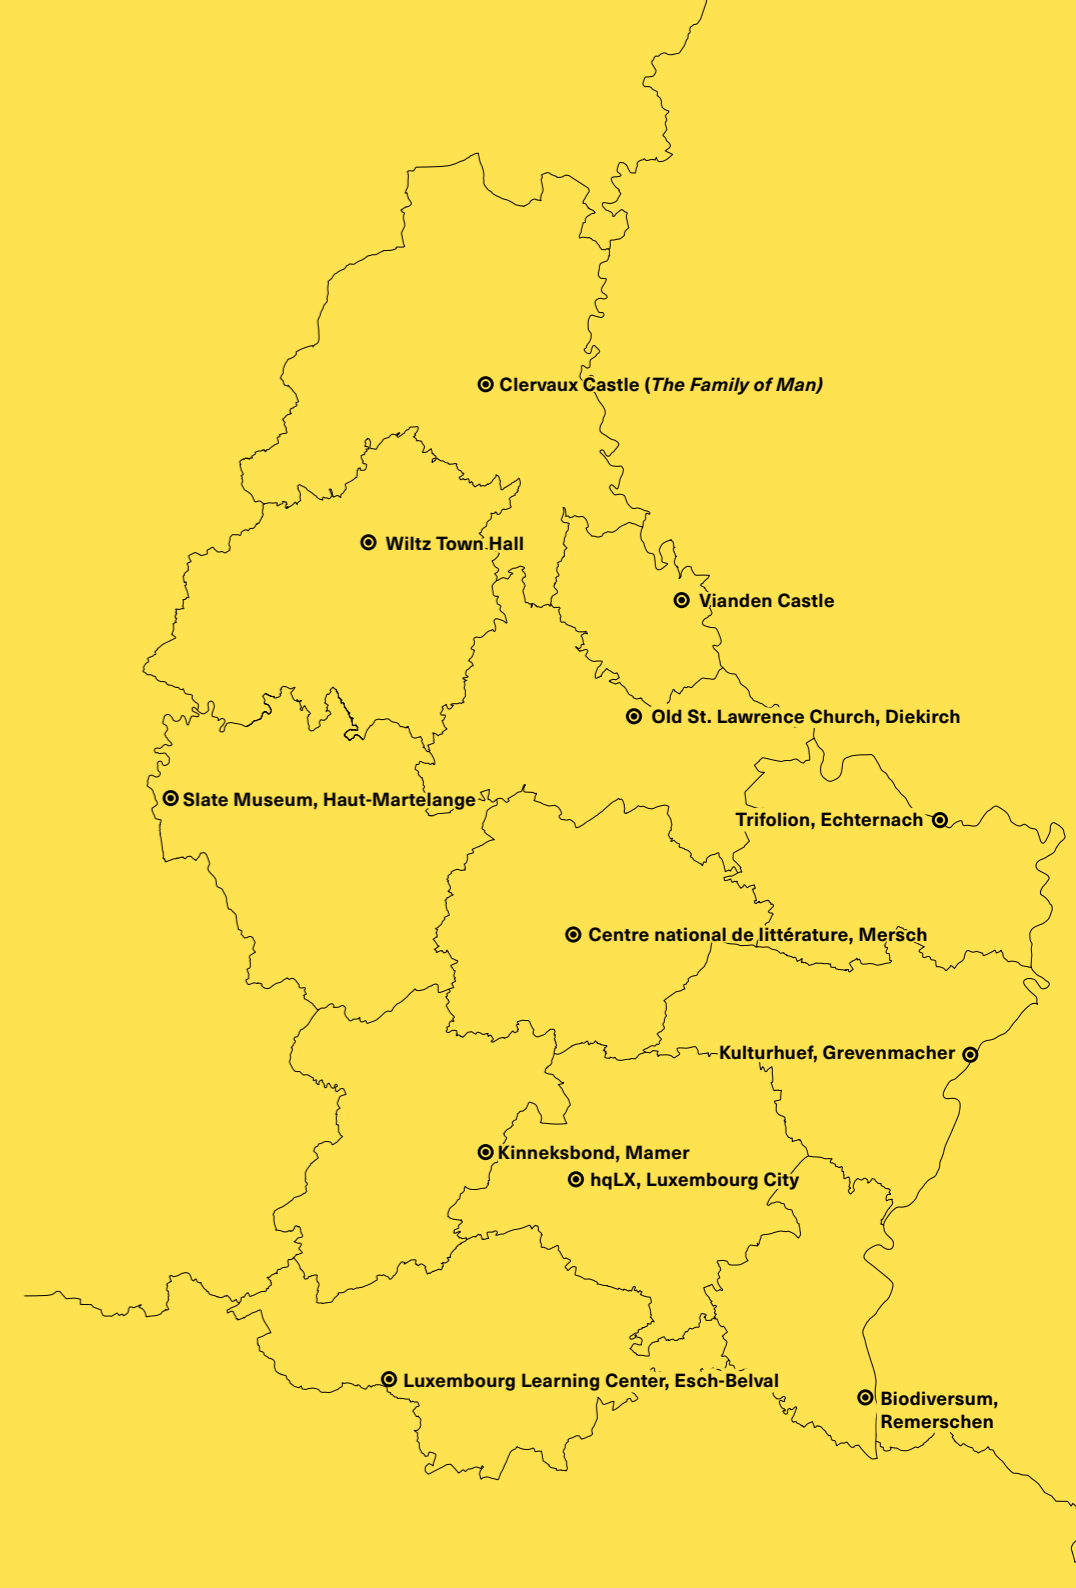 Clervaux Castle (The Family of Man)
Wiltz Town Hall
Vianden Castle
Old St. Lawrence Church, Diekirch
Slate Museum, Haut-Martelange
Trifolion, Echternach
Centre national de littérature, Mersch
Kulturhuef, Grevenmacher
Kinneksbond, Mamer
hqLX, Luxembourg City
Luxembourg Learning Center, Esch-Belval
Biodiversum,
Remerschen